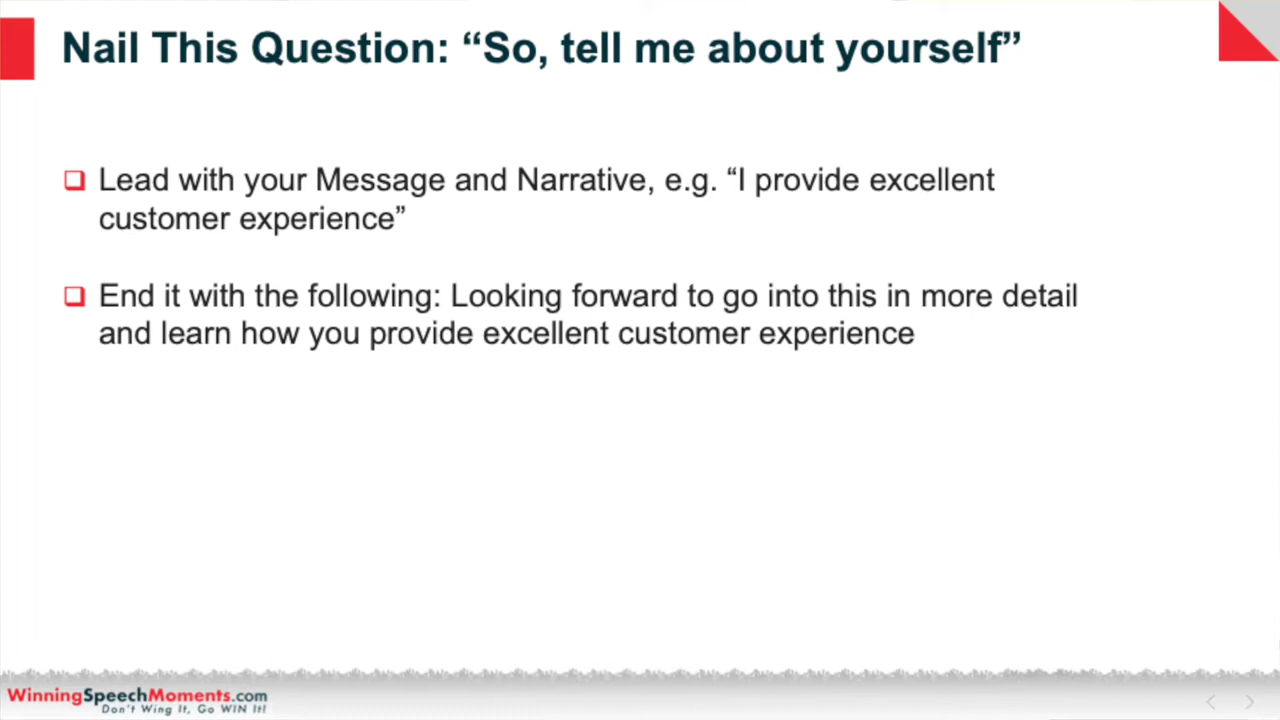 Nail This Question: “So, tell me about yourself”
Lead with your Message and Narrative, e.g. “I provide excellent
customer experience”
End it with the following: Looking forward to go into this in more detail
and learn how you provide excellent customer experience
WinningSpeechMoments.com
Don't Wing It, Go WIN It!